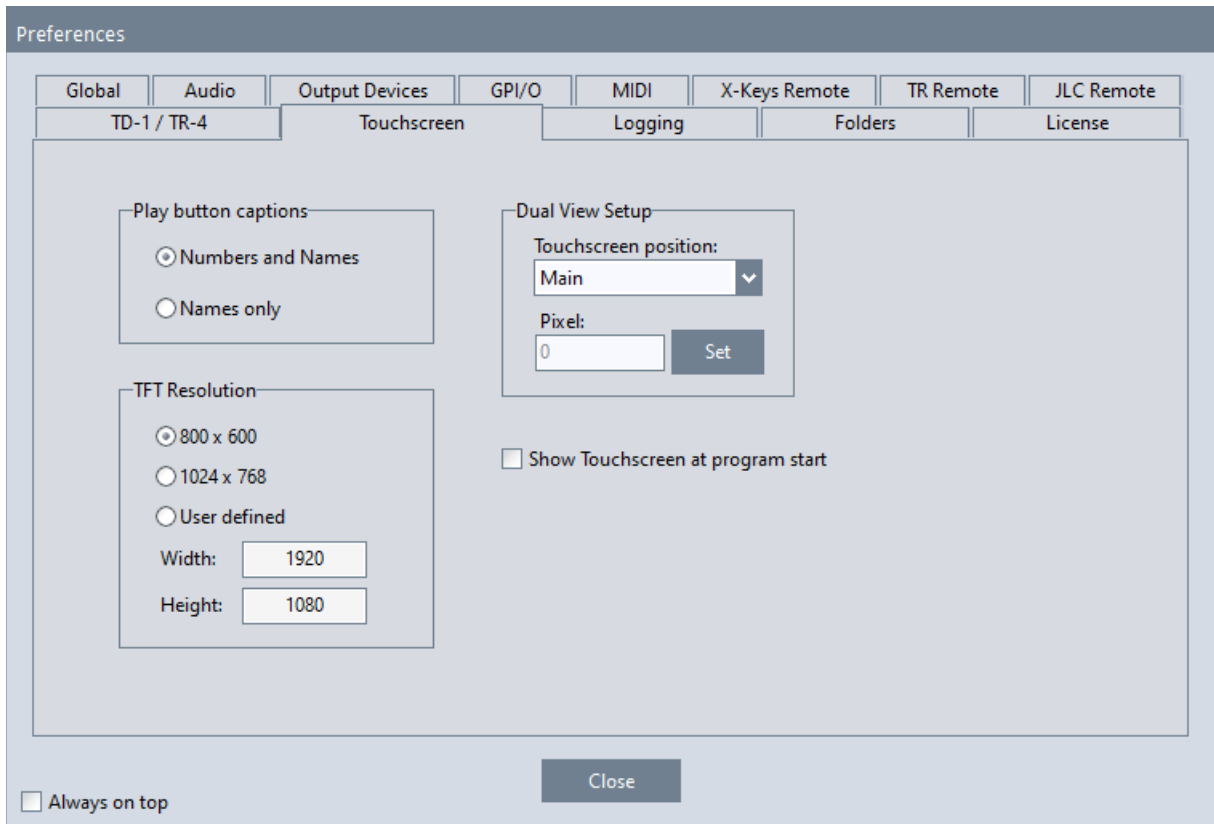 Preferences
Global Audio Output Devices GPI/O MIDI X-Keys Remote TR Remote JLC Remote
TD-1 / TR-4 Touchscreen Logging Folders License
Play button captions
Numbers and Names
Names only
TFT Resolution
800 x 600
1024 x 768
User defined
Width: 1920
Height: 1080
Dual View Setup
Touchscreen position:
Main
Pixel:
0 Set
Show Touchscreen at program start
Close
Always on top